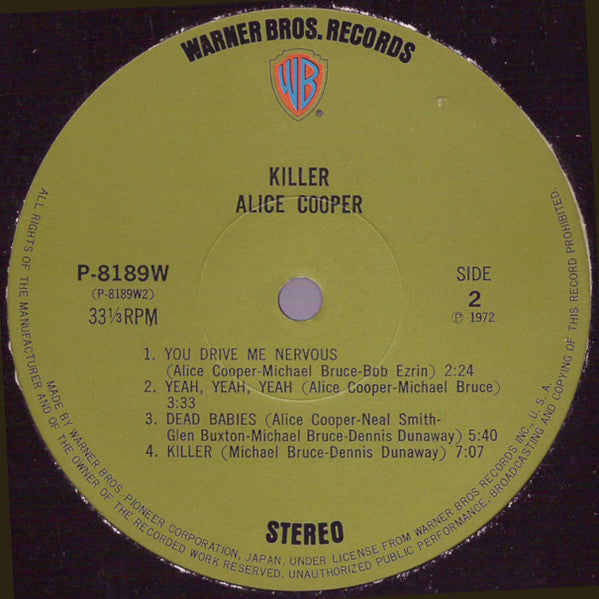 WARNER BROS. RECORDS
WB
®
KILLER
ALICE COOPER
P-8189W
(P-8189W2)
33⅓RPM
SIDE
2
℗ 1972
1. YOU DRIVE ME NERVOUS
(Alice Cooper-Michael Bruce-Bob Ezrin) 2:24
2. YEAH, YEAH, YEAH (Alice Cooper-Michael Bruce)
3:33
3. DEAD BABIES (Alice Cooper-Neal Smith-
Glen Buxton-Michael Bruce-Dennis Dunaway) 5:40
4. KILLER (Michael Bruce-Dennis Dunaway) 7:07
STEREO
MADE BY WARNER BROS.-PIONEER CORPORATION, JAPAN, UNDER LICENSE FROM WARNER BROS RECORDS INC., U. S. A.
ALL RIGHTS OF THE MANUFACTURER AND OF THE OWNER OF THE RECORDED WORK RESERVED. UNAUTHORIZED PUBLIC PERFORMANCE, BROADCASTING AND COPYING OF THIS RECORD PROHIBITED.